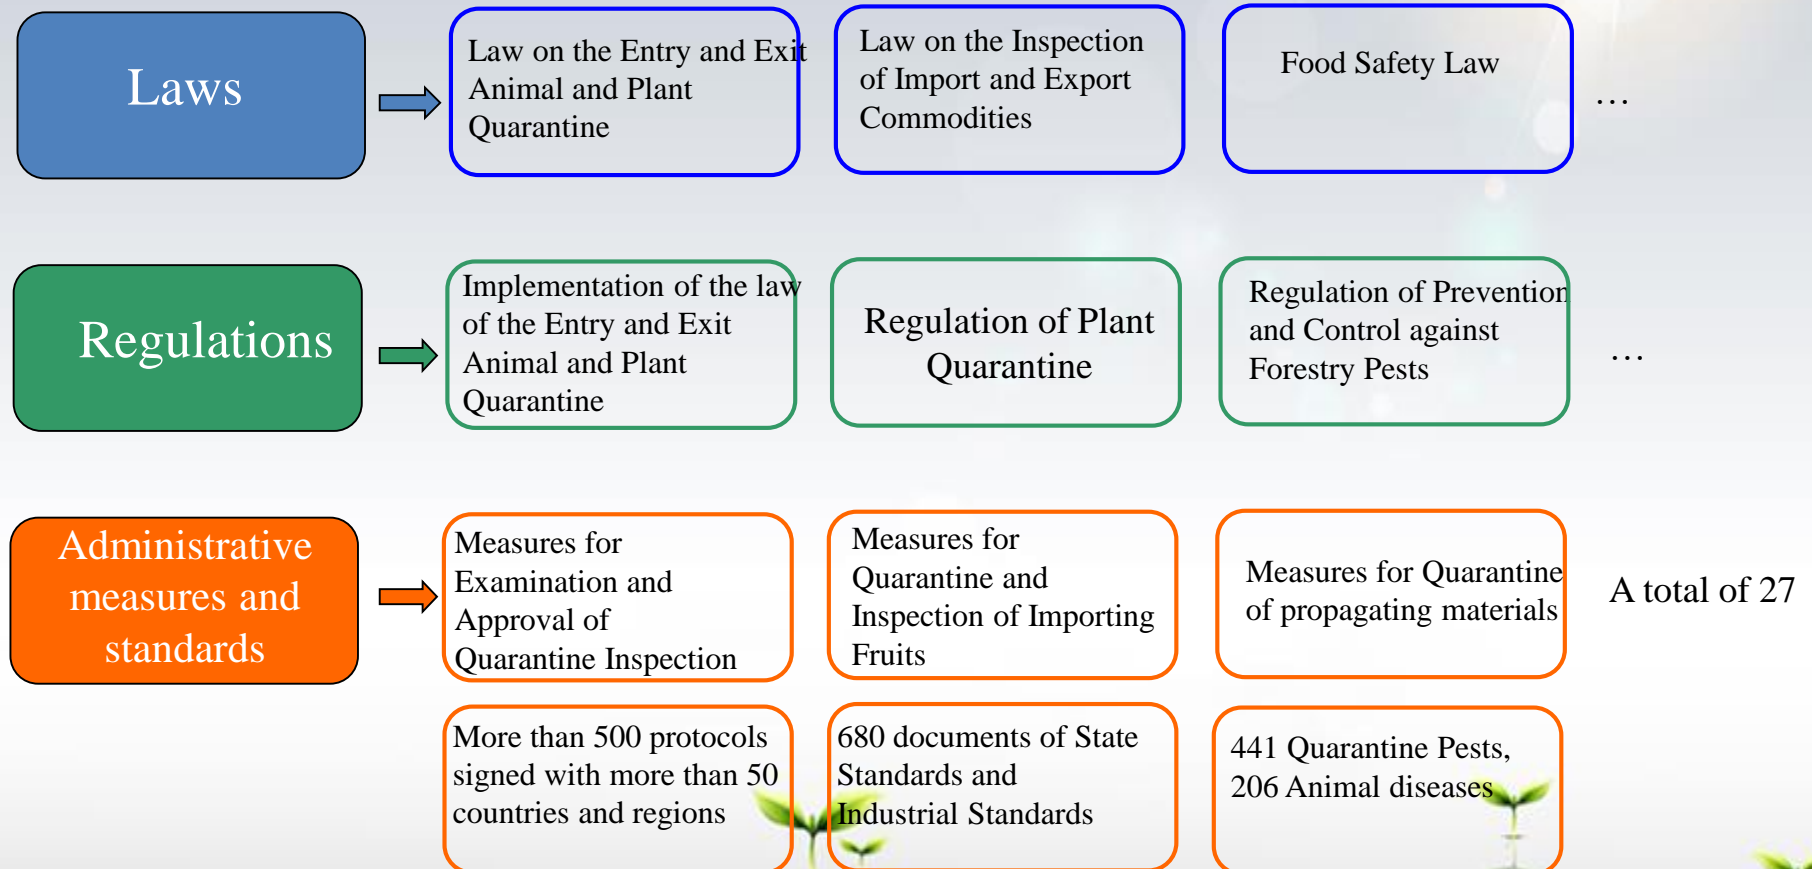 Laws
Law on the Entry and Exit
Animal and Plant
Quarantine
Law on the Inspection
of Import and Export
Commodities
Food Safety Law
…
Regulations
Implementation of the law
of the Entry and Exit
Animal and Plant
Quarantine
Regulation of Plant
Quarantine
Regulation of Prevention
and Control against
Forestry Pests
…
Administrative
measures and
standards
Measures for
Examination and
Approval of
Quarantine Inspection
Measures for
Quarantine and
Inspection of Importing
Fruits
Measures for Quarantine
of propagating materials
A total of 27
More than 500 protocols
signed with more than 50
countries and regions
680 documents of State
Standards and
Industrial Standards
441 Quarantine Pests,
206 Animal diseases